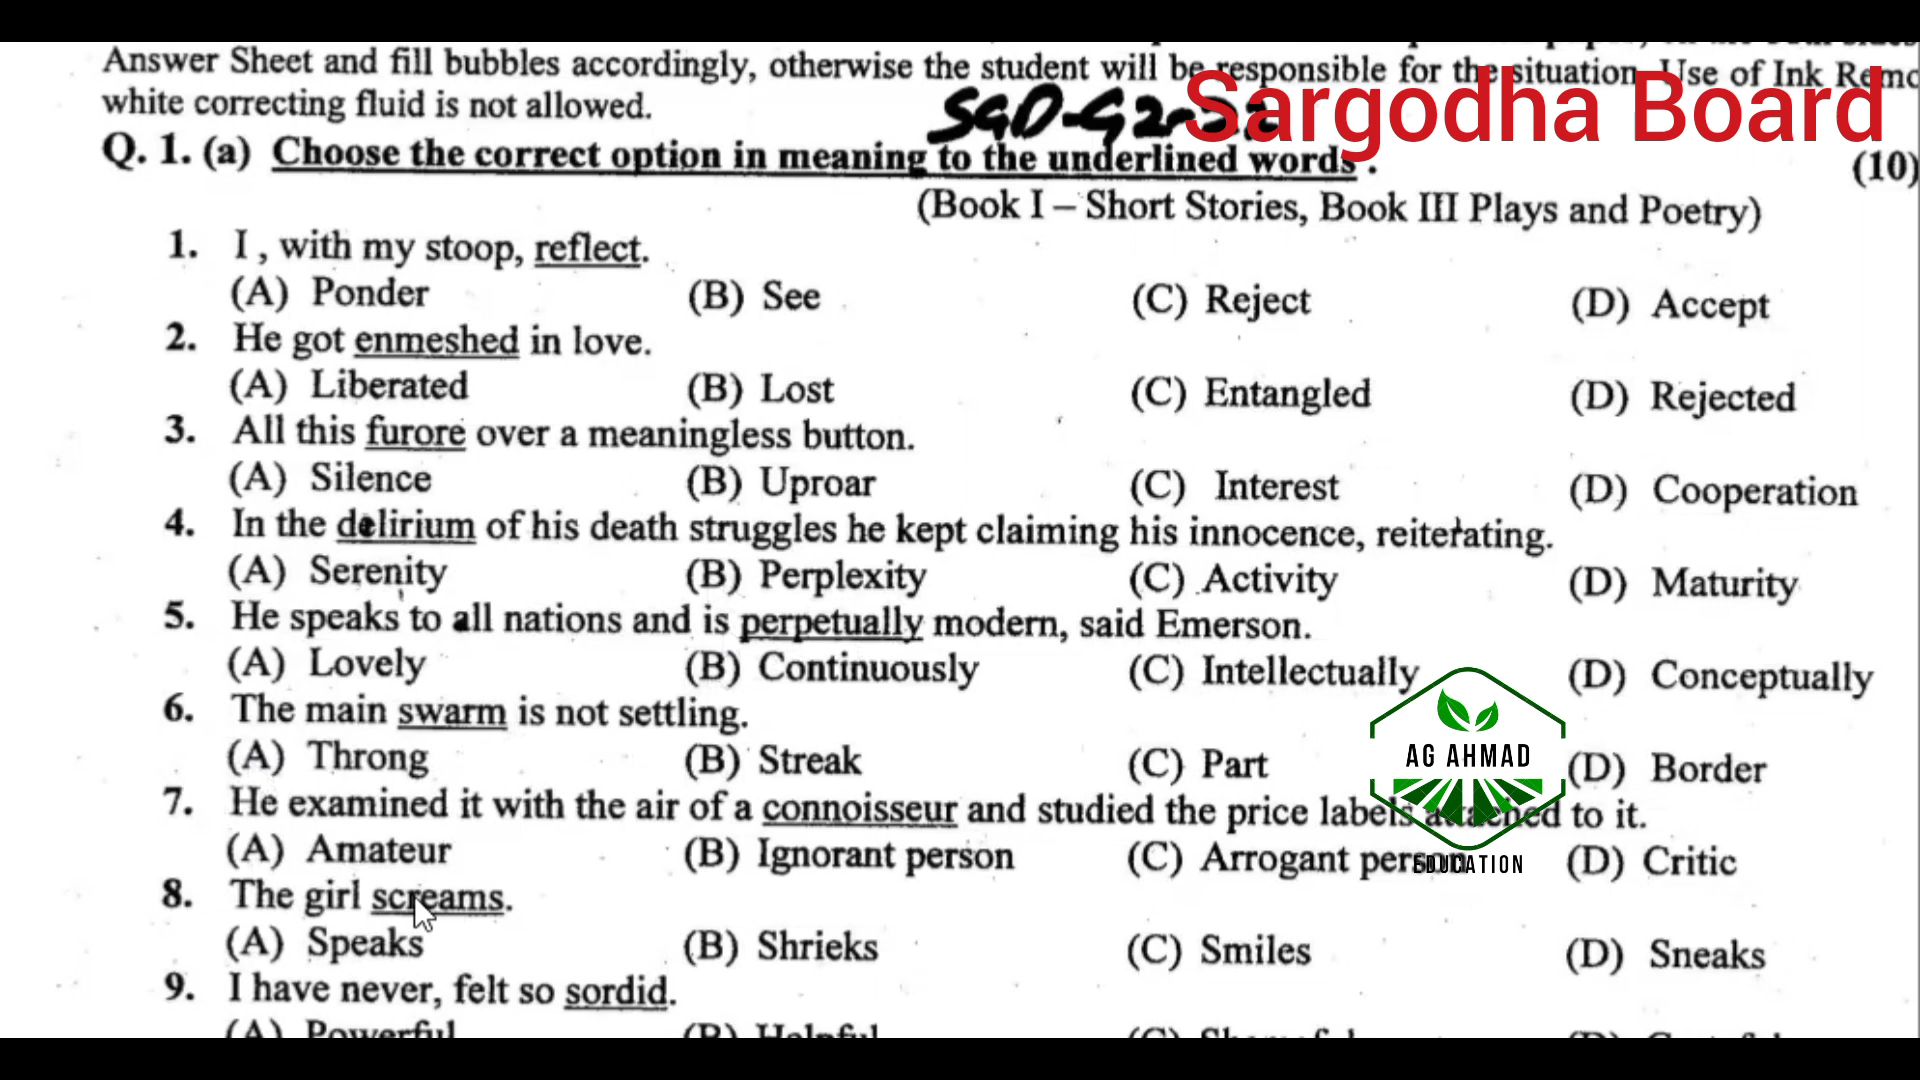 Answer Sheet and fill bubbles accordingly, otherwise the student will be responsible for the situation. Use of Ink
white correcting fluid is not allowed.
Sargodha Board
Q. 1. (a) Choose the correct option in meaning to the underlined words. (10)
(Book I – Short Stories, Book III Plays and Poetry)
1. I , with my stoop, reflect.
(A) Ponder (B) See (C) Reject (D) Accept
2. He got enmeshed in love.
(A) Liberated (B) Lost (C) Entangled (D) Rejected
3. All this furore over a meaningless button.
(A) Silence (B) Uproar (C) Interest (D) Cooperation
4. In the delirium of his death struggles he kept claiming his innocence, reiterating.
(A) Serenity (B) Perplexity (C) Activity (D) Maturity
5. He speaks to all nations and is perpetually modern, said Emerson.
(A) Lovely (B) Continuously (C) Intellectually (D) Conceptually
6. The main swarm is not settling.
(A) Throng (B) Streak (C) Part (D) Border
AG AHMAD
7. He examined it with the air of a connoisseur and studied the price labels attached to it.
(A) Amateur (B) Ignorant person (C) Arrogant person (D) Critic
EDUCATION
8. The girl screams.
(A) Speaks (B) Shrieks (C) Smiles (D) Sneaks
9. I have never, felt so sordid.
(A) Powerful (B) Helpful (C)